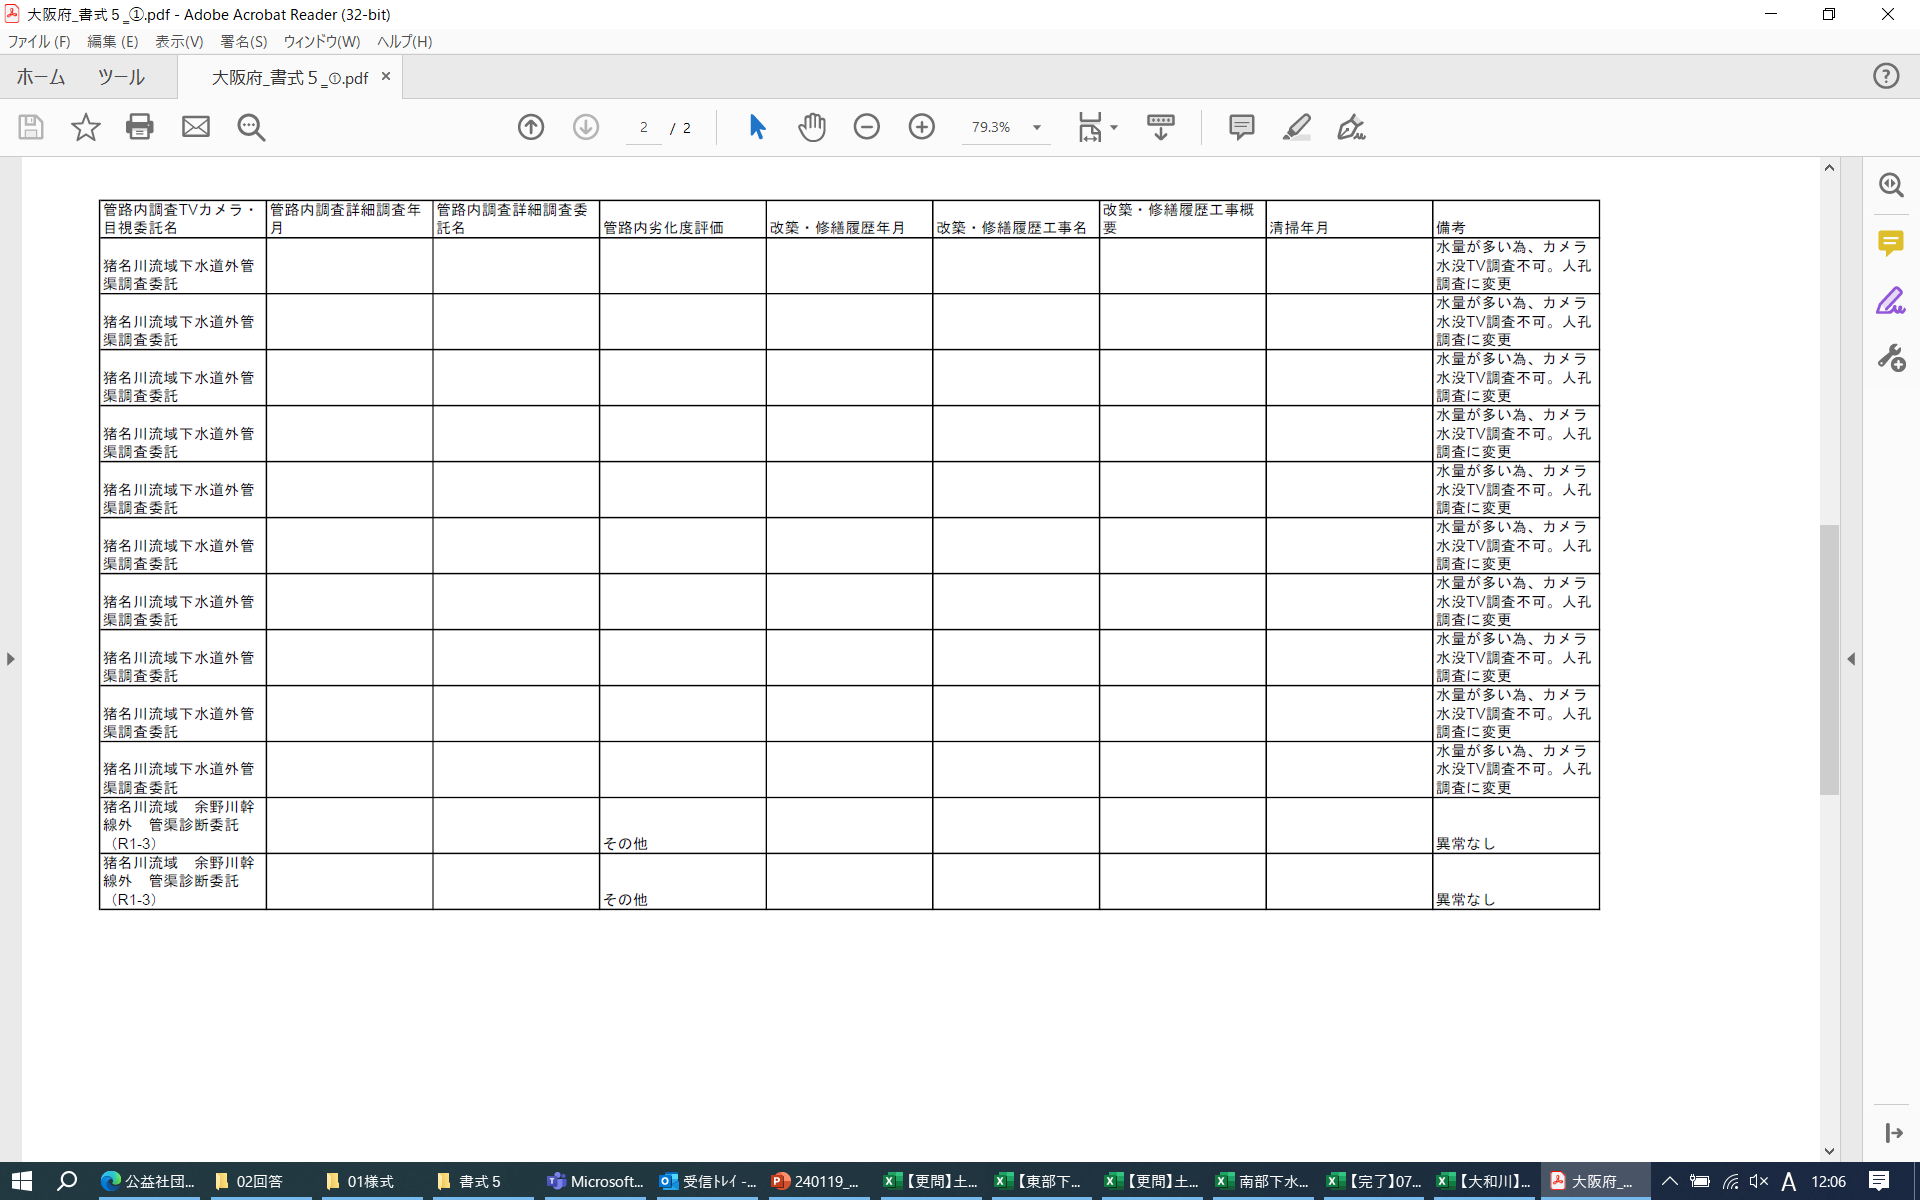 大阪府_書式５_①.pdf - Adobe Acrobat Reader (32-bit)
ファイル(F) 編集(E) 表示(V) 署名(S) ウィンドウ(W) ヘルプ(H)
ホーム ツール 大阪府_書式５_①.pdf ×
2 / 2 79.3%
管路内調査TVカメラ・目視委託名 管路内調査詳細調査年月 管路内調査詳細調査委託名 管路内劣化度評価 改築・修繕履歴年月 改築・修繕履歴工事名 改築・修繕履歴工事概要 清掃年月 備考
猪名川流域下水道外管渠調査委託 水量が多い為、カメラ水没TV調査不可。人孔調査に変更
猪名川流域下水道外管渠調査委託 水量が多い為、カメラ水没TV調査不可。人孔調査に変更
猪名川流域下水道外管渠調査委託 水量が多い為、カメラ水没TV調査不可。人孔調査に変更
猪名川流域下水道外管渠調査委託 水量が多い為、カメラ水没TV調査不可。人孔調査に変更
猪名川流域下水道外管渠調査委託 水量が多い為、カメラ水没TV調査不可。人孔調査に変更
猪名川流域下水道外管渠調査委託 水量が多い為、カメラ水没TV調査不可。人孔調査に変更
猪名川流域下水道外管渠調査委託 水量が多い為、カメラ水没TV調査不可。人孔調査に変更
猪名川流域下水道外管渠調査委託 水量が多い為、カメラ水没TV調査不可。人孔調査に変更
猪名川流域下水道外管渠調査委託 水量が多い為、カメラ水没TV調査不可。人孔調査に変更
猪名川流域下水道外管渠調査委託 水量が多い為、カメラ水没TV調査不可。人孔調査に変更
猪名川流域　余野川幹線外　管渠診断委託（R1-3） その他 異常なし
猪名川流域　余野川幹線外　管渠診断委託（R1-3） その他 異常なし
公益社団... 02回答 01様式 書式５ Microsoft... 受信トレイ -... 240119_... 【更問】土... 【東部下... 【更問】土... 南部下水... 【完了】07... 【大和川】... 大阪府_... A 12:06